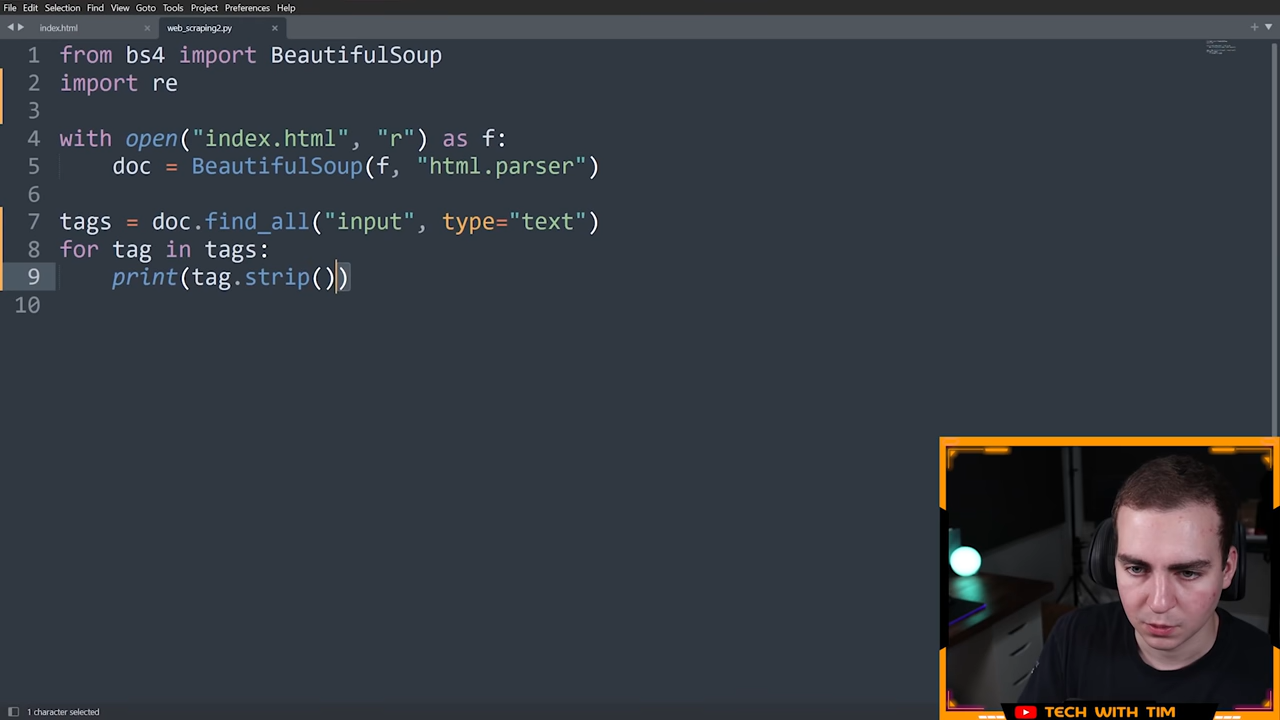 File Edit Selection Find View Goto Tools Project Preferences Help
index.html × web_scraping2.py ×
1 from bs4 import BeautifulSoup
2 import re
3
4 with open("index.html", "r") as f:
5     doc = BeautifulSoup(f, "html.parser")
6
7 tags = doc.find_all("input", type="text")
8 for tag in tags:
9     print(tag.strip())
10
1 character selected
TECH WITH TIM